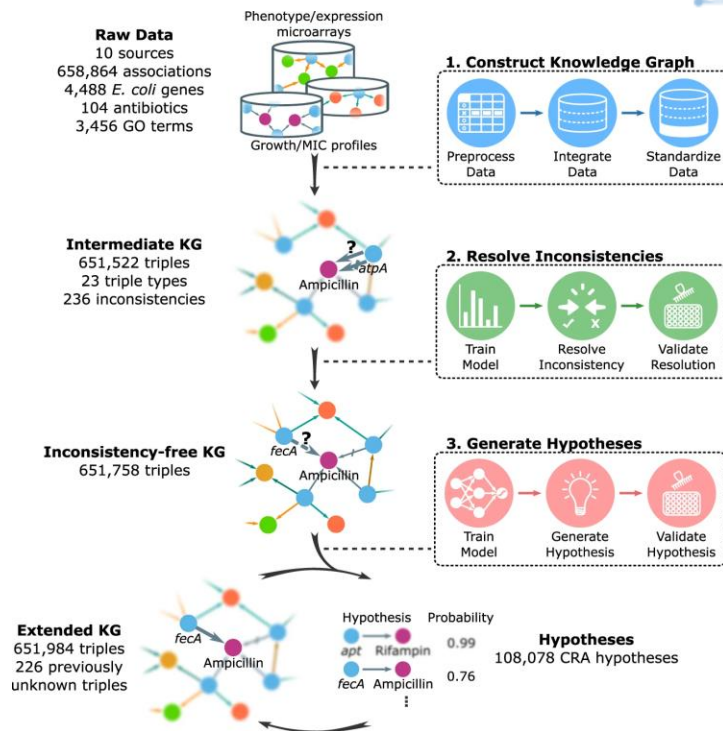 Phenotype/expression
microarrays
Raw Data
10 sources
658,864 associations
4,488 E. coli genes
104 antibiotics
3,456 GO terms
Growth/MIC profiles
1. Construct Knowledge Graph
Preprocess
Data
Integrate
Data
Standardize
Data
Intermediate KG
651,522 triples
23 triple types
236 inconsistencies
?
atpA
Ampicillin
2. Resolve Inconsistencies
Train
Model
Resolve
Inconsistency
Validate
Resolution
Inconsistency-free KG
651,758 triples
?
fecA
Ampicillin
3. Generate Hypotheses
Train
Model
Generate
Hypothesis
Validate
Hypothesis
Extended KG
651,984 triples
226 previously
unknown triples
fecA
Ampicillin
Hypothesis Probability
apt Rifampin 0.99
fecA Ampicillin 0.76
Hypotheses
108,078 CRA hypotheses